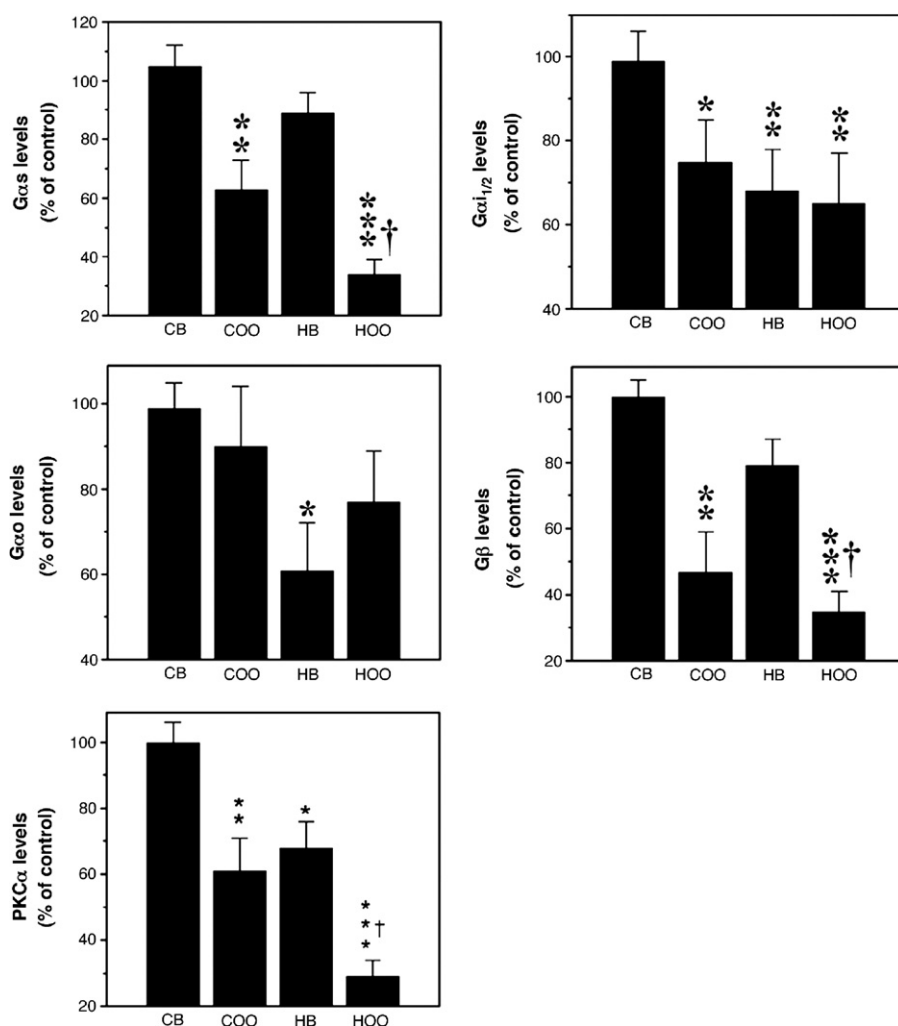 Gαs levels
(% of control)
120
100
80
60
40
20
**
***†
CB COO HB HOO
Gαi1/2 levels
(% of control)
100
80
60
40
*
**
**
CB COO HB HOO
Gαo levels
(% of control)
100
80
60
40
*
CB COO HB HOO
Gβ levels
(% of control)
100
80
60
40
20
**
***†
CB COO HB HOO
PKCα levels
(% of control)
100
80
60
40
20
**
*
***†
CB COO HB HOO